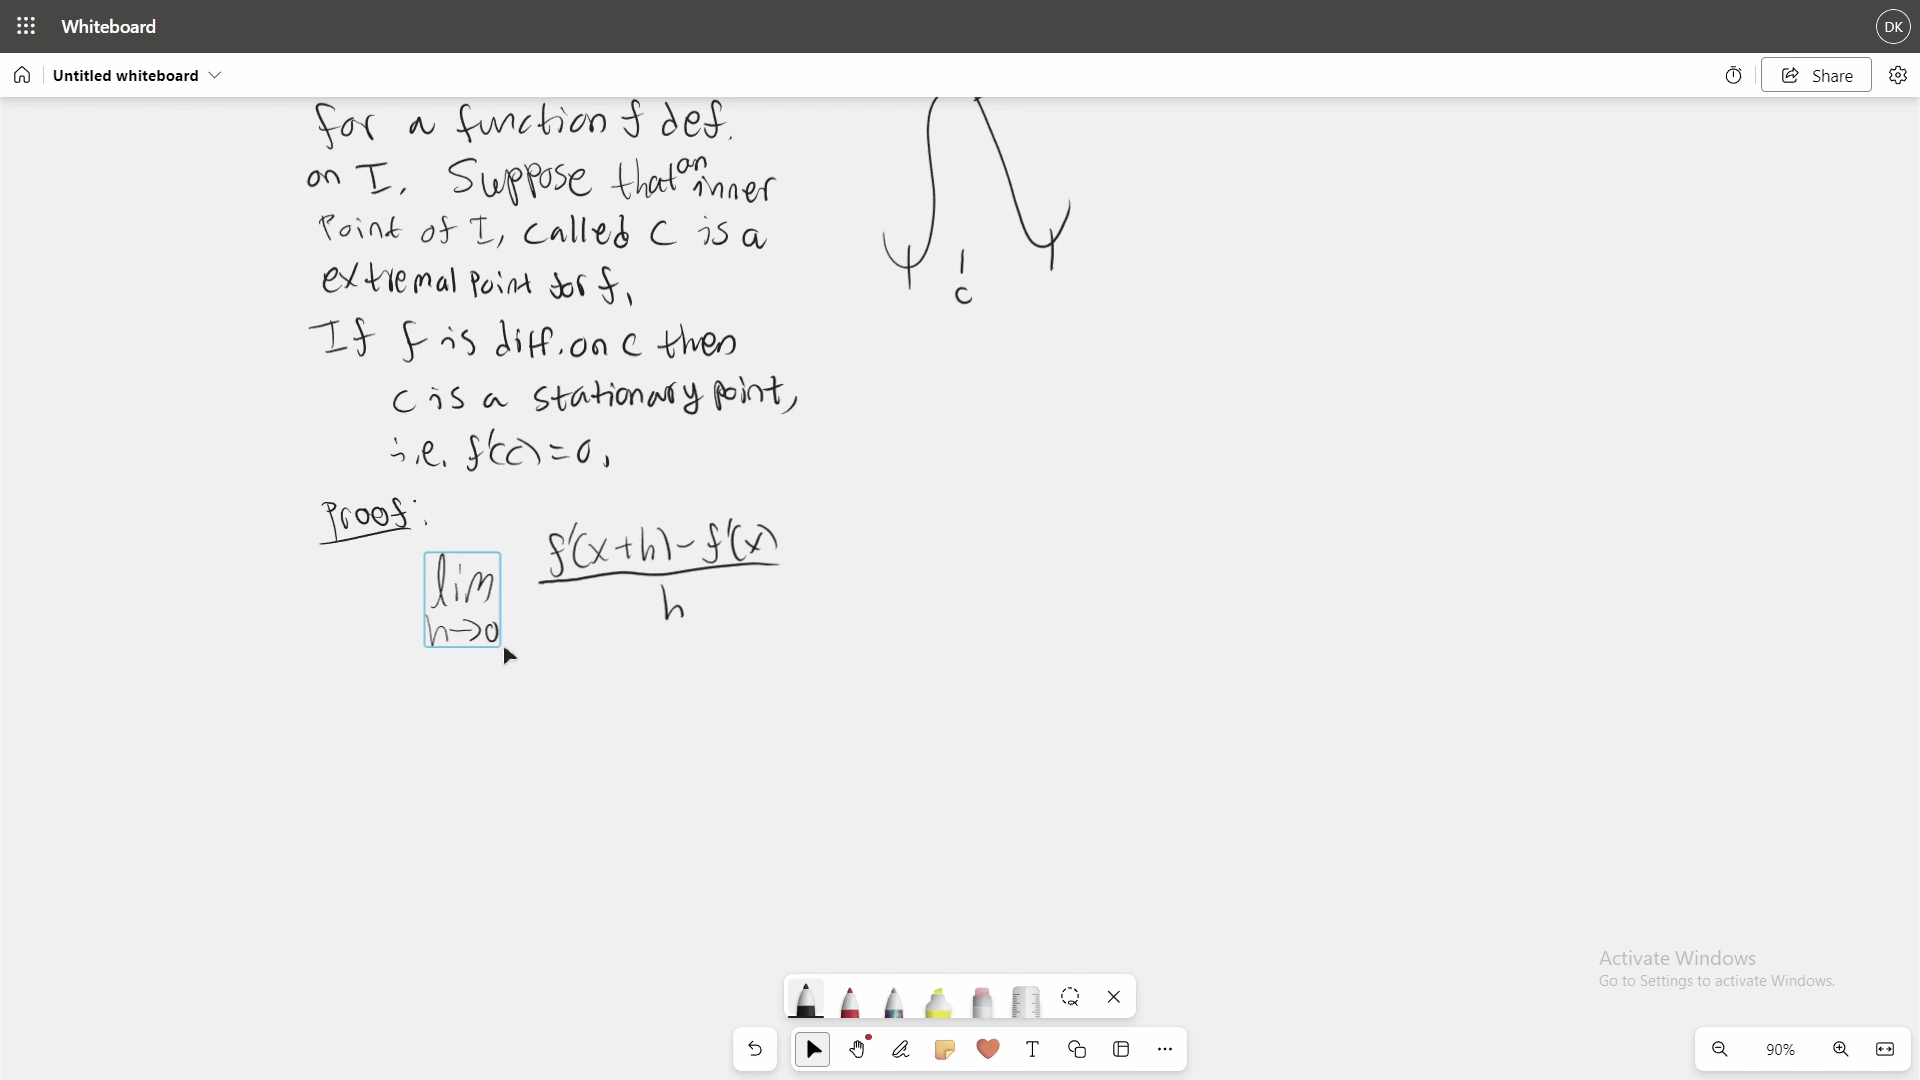 Whiteboard
DK
Untitled whiteboard
Share
for a function f def.
on I. Suppose that an inner
Point of I, called c is a
extremal point for f,
If f is diff. on c then
c is a stationary point,
i.e. f'(c) = 0,
c
Proof:
lim h→0 f'(x+h) - f'(x)
h
Activate Windows
Go to Settings to activate Windows.
T
90%